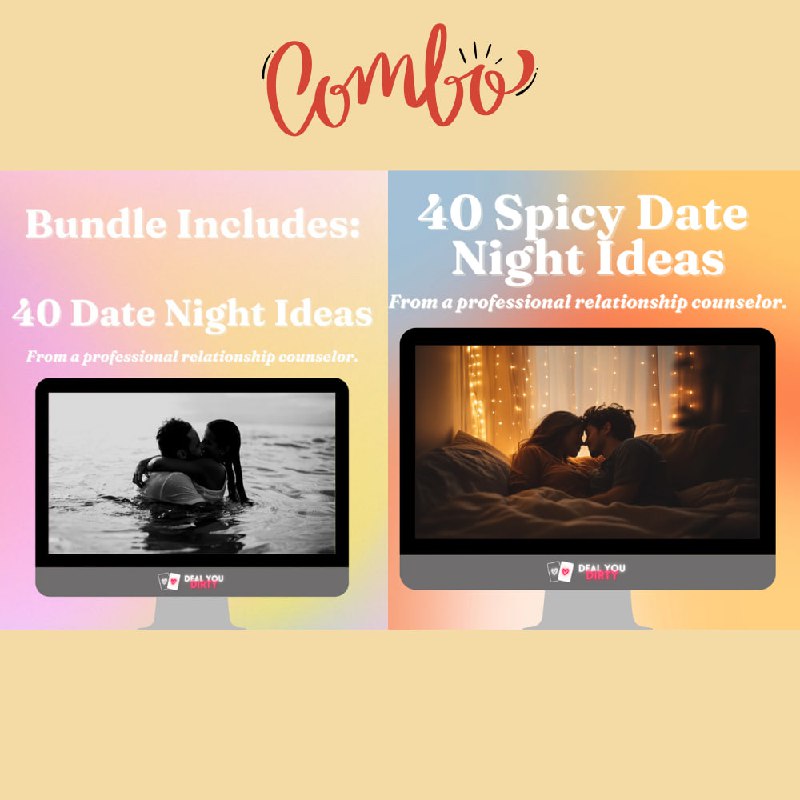 Combo
Bundle Includes:
40 Date Night Ideas
From a professional relationship counselor.
DEAL YOU
DIRTY
40 Spicy Date
Night Ideas
From a professional relationship counselor.
DEAL YOU
DIRTY